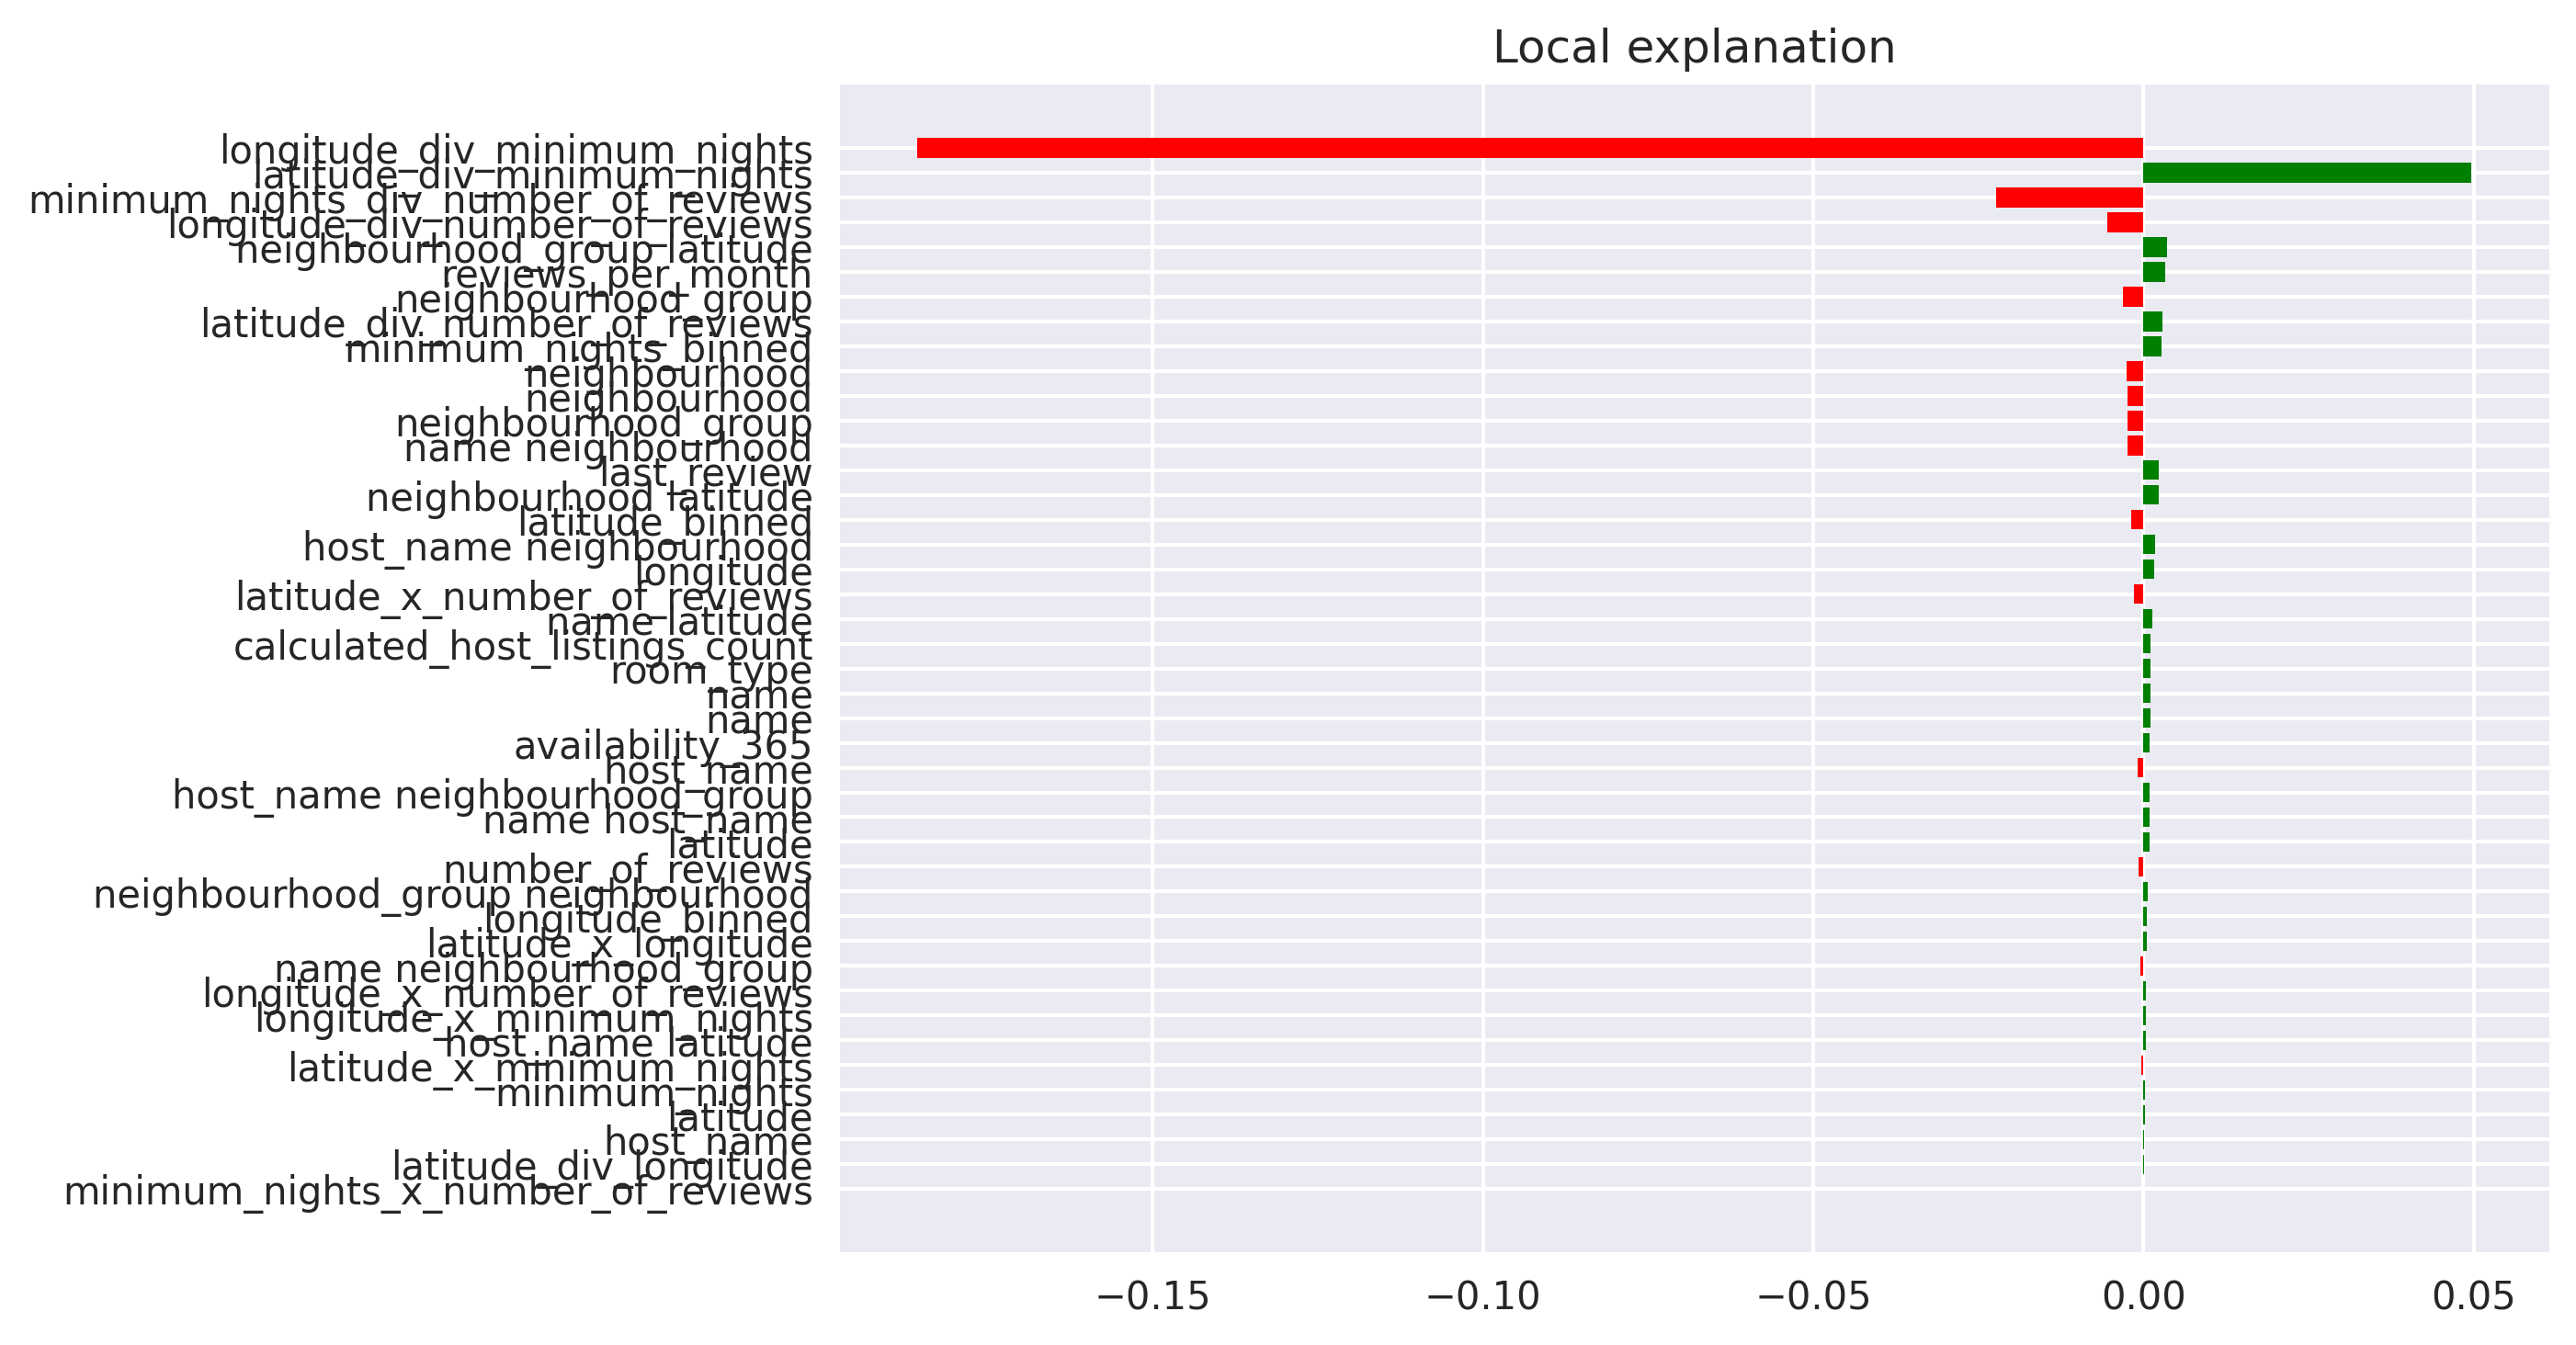 Local explanation
longitude_div_minimum_nights
latitude_div_minimum_nights
minimum_nights_div_number_of_reviews
longitude_div_number_of_reviews
neighbourhood_group latitude
reviews_per_month
neighbourhood_group
latitude_div_number_of_reviews
minimum_nights_binned
neighbourhood
neighbourhood
neighbourhood_group
name neighbourhood
last_review
neighbourhood latitude
latitude_binned
host_name neighbourhood
longitude
latitude_x_number_of_reviews
name latitude
calculated_host_listings_count
room_type
name
name
availability_365
host_name
host_name neighbourhood_group
name host_name
latitude
number_of_reviews
neighbourhood_group neighbourhood
longitude_binned
latitude_x_longitude
name neighbourhood_group
longitude_x_number_of_reviews
longitude_x_minimum_nights
host_name latitude
latitude_x_minimum_nights
minimum_nights
latitude
host_name
latitude_div_longitude
minimum_nights_x_number_of_reviews
−0.15 −0.10 −0.05 0.00 0.05